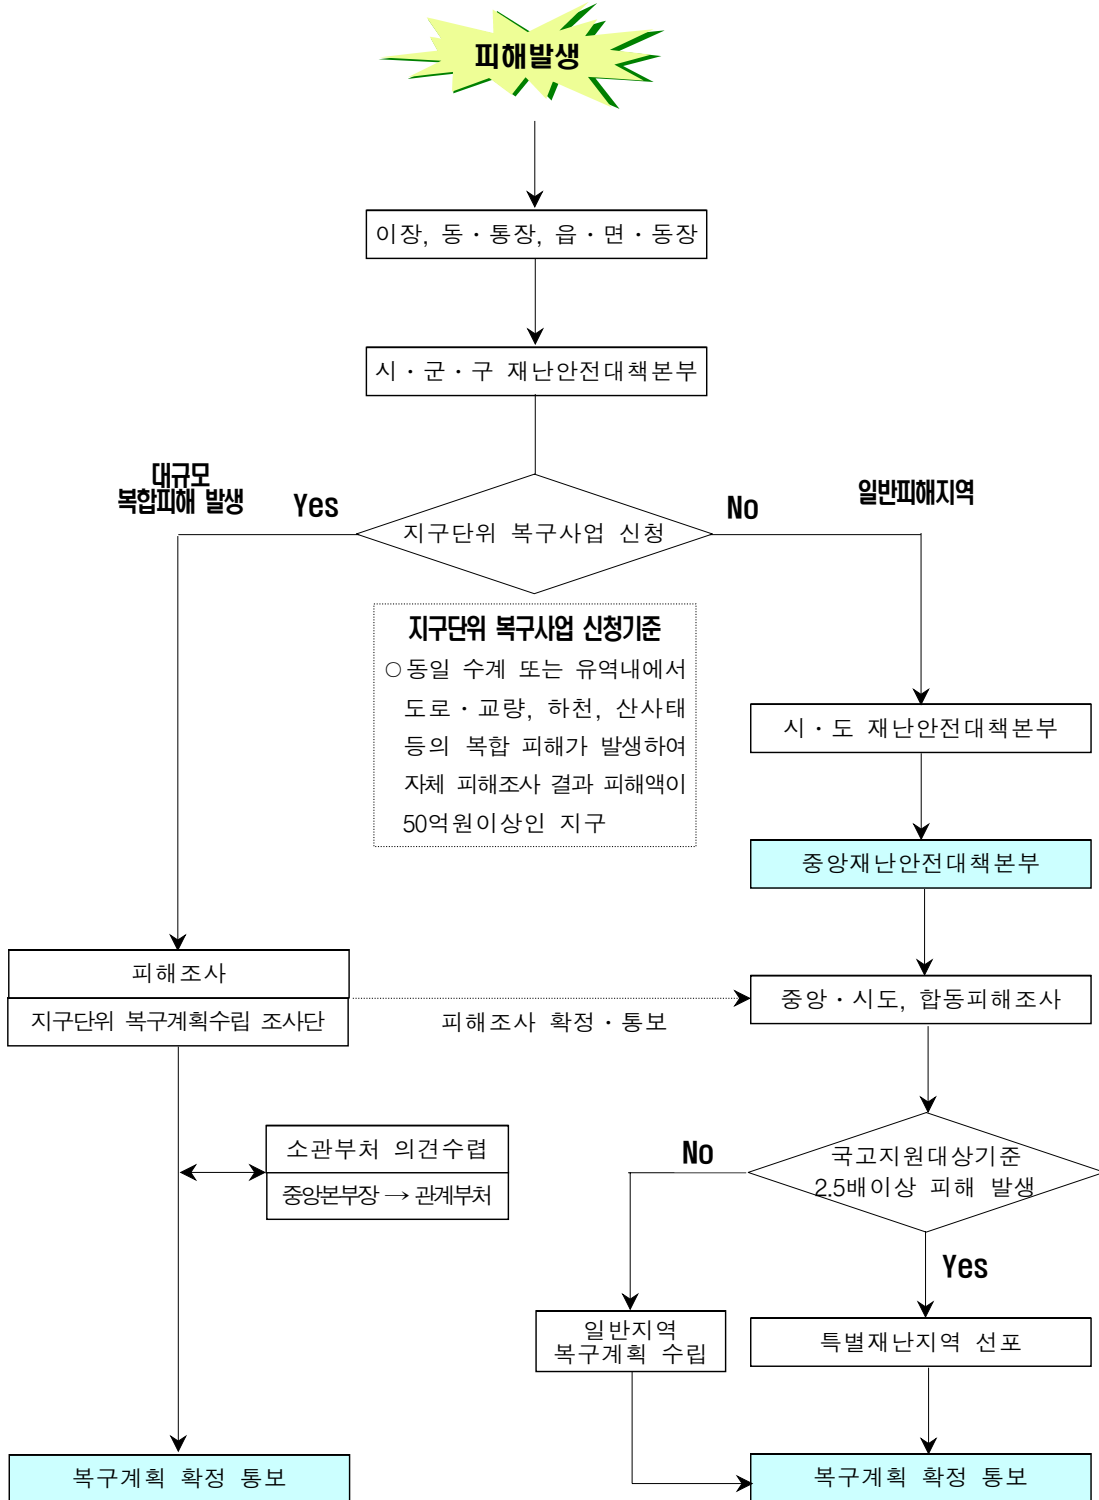 피해발생
이장, 동·통장, 읍·면·동장
시·군·구 재난안전대책본부
대규모
복합피해 발생
Yes
지구단위 복구사업 신청
No
일반피해지역
지구단위 복구사업 신청기준
○ 동일 수계 또는 유역내에서
도로·교량, 하천, 산사태
등의 복합 피해가 발생하여
자체 피해조사 결과 피해액이
50억원이상인 지구
시·도 재난안전대책본부
중앙재난안전대책본부
피해조사
지구단위 복구계획수립 조사단
피해조사 확정·통보
중앙·시도, 합동피해조사
소관부처 의견수렴
중앙본부장 → 관계부처
No
국고지원대상기준
2.5배이상 피해 발생
Yes
일반지역
복구계획 수립
특별재난지역 선포
복구계획 확정 통보
복구계획 확정 통보